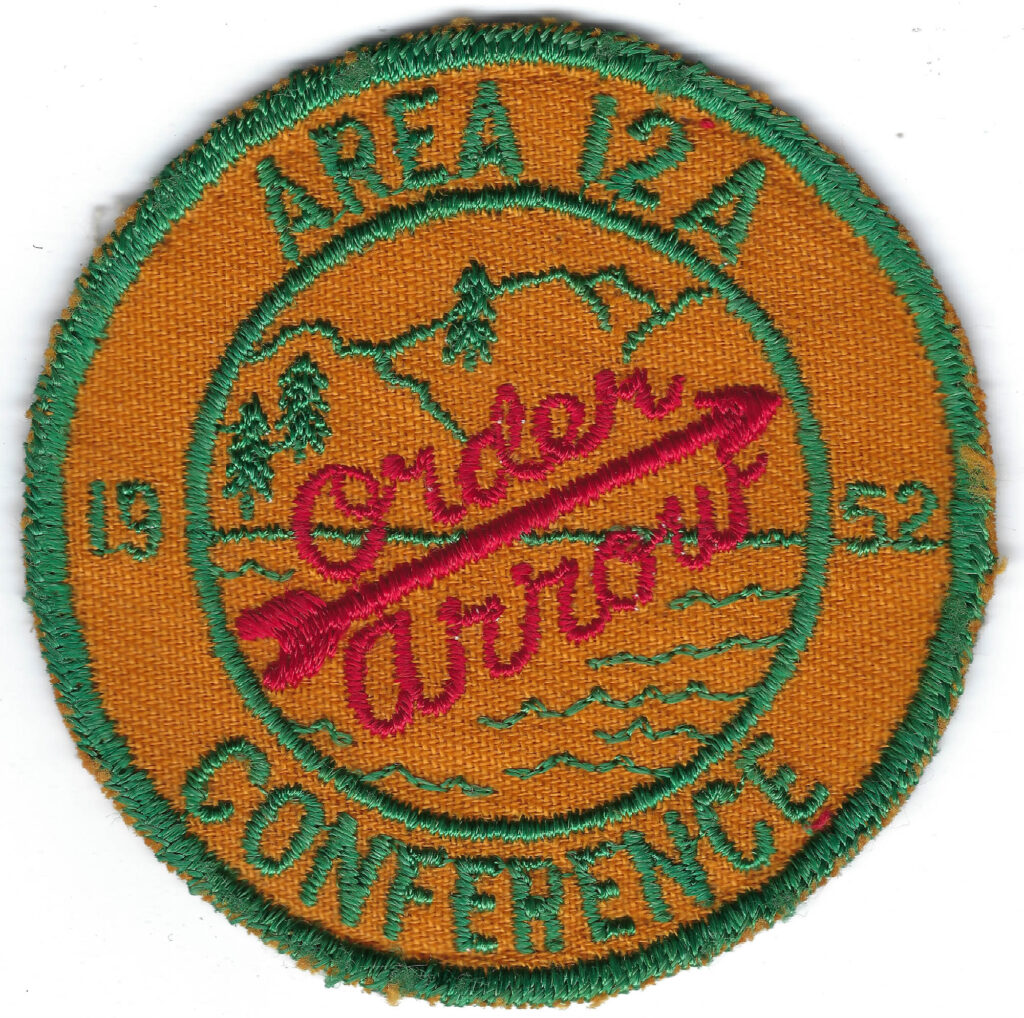 AREA 12A
Order
19 52
Arrow
CONFERENCE